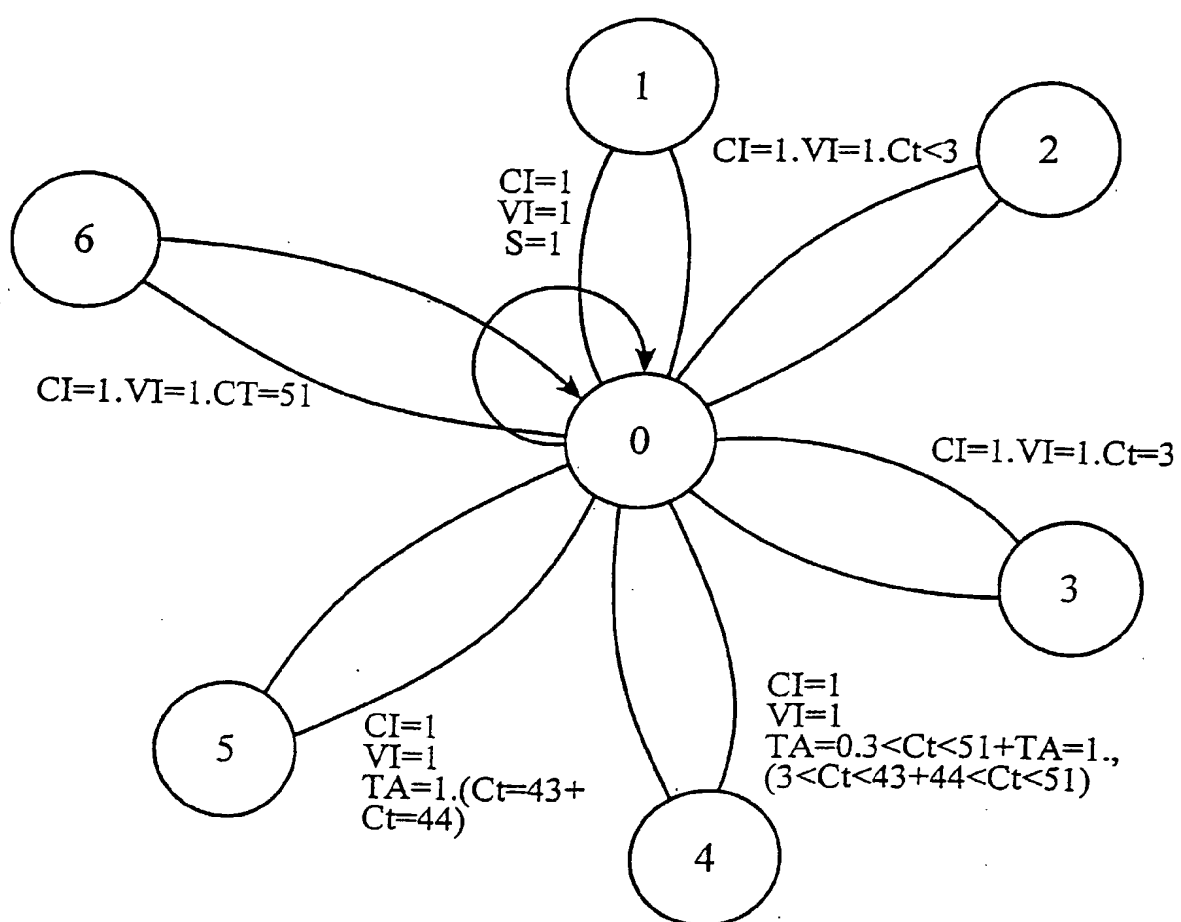 1
CI=1.VI=1.Ct<3
2
CI=1
VI=1
S=1
6
CI=1.VI=1.CT=51
0
CI=1.VI=1.Ct=3
3
CI=1
VI=1
TA=0.3<Ct<51+TA=1.,
(3<Ct<43+44<Ct<51)
5
CI=1
VI=1
TA=1.(Ct=43+
Ct=44)
4